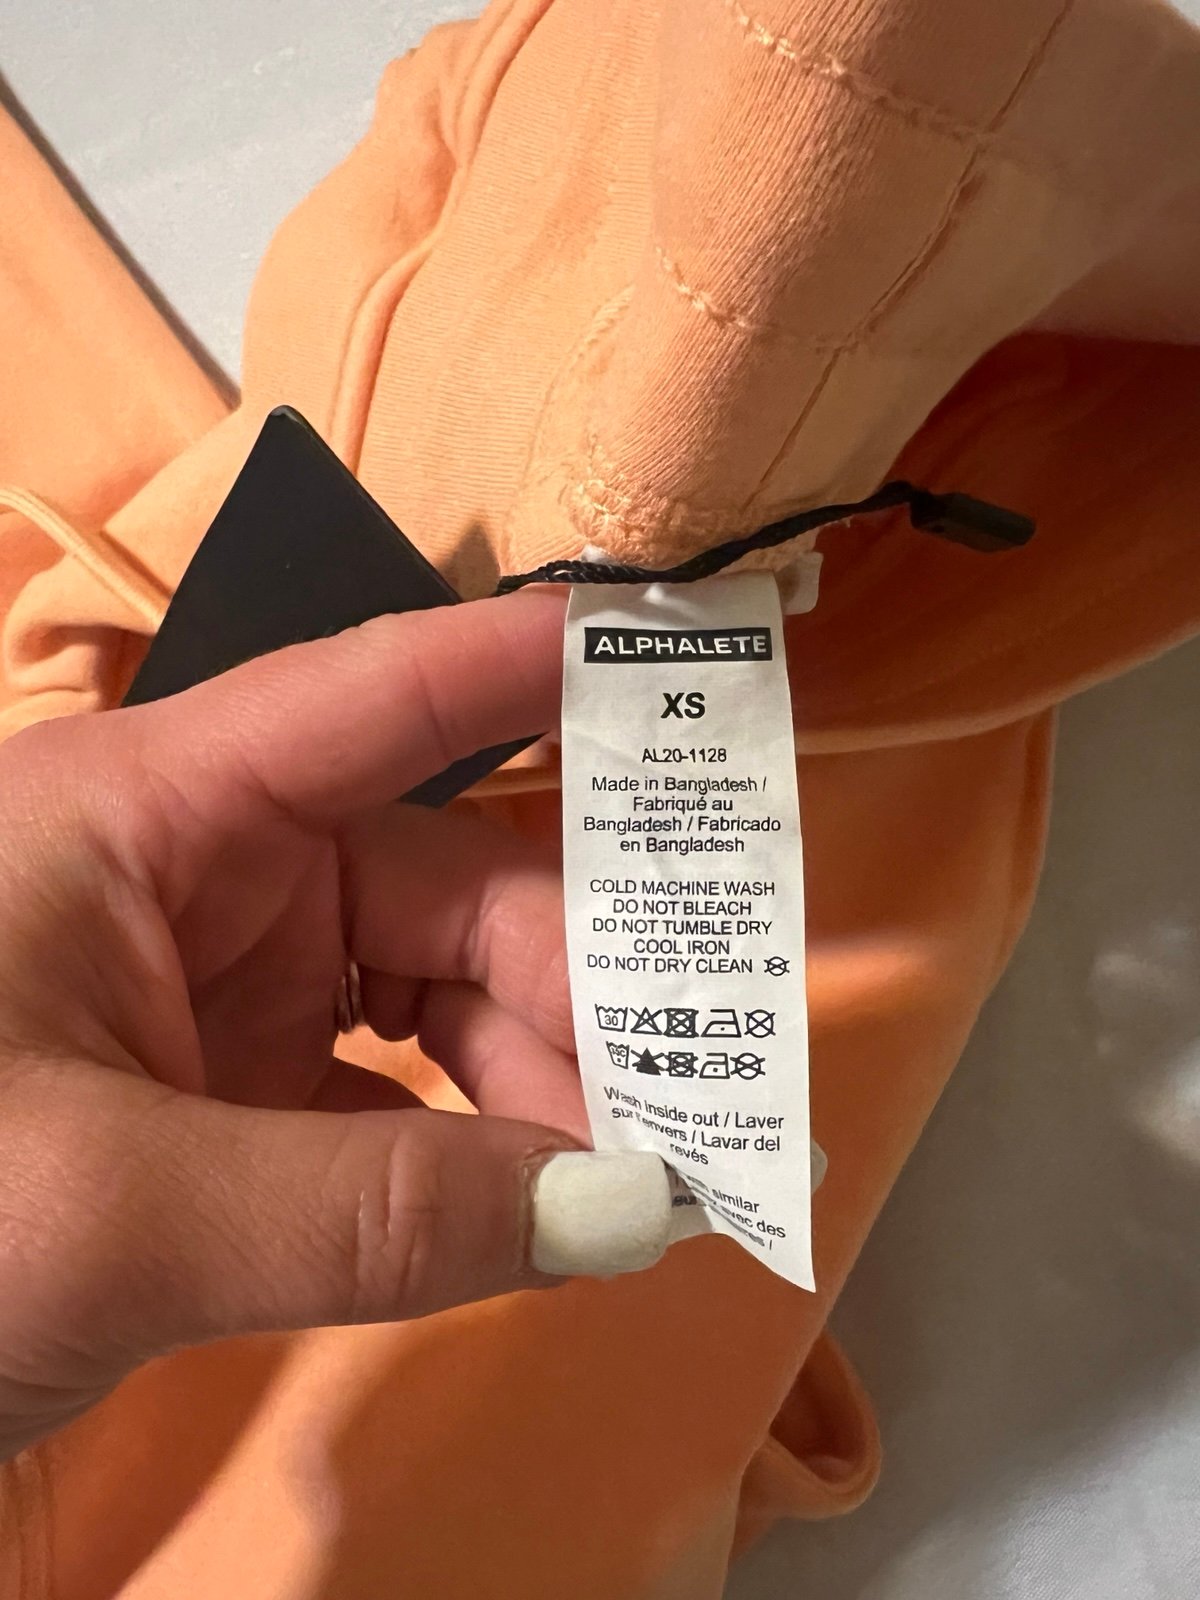 ALPHALETE
XS
AL20-1128
Made in Bangladesh /
Fabriqué au
Bangladesh / Fabricado
en Bangladesh
COLD MACHINE WASH
DO NOT BLEACH
DO NOT TUMBLE DRY
COOL IRON
DO NOT DRY CLEAN
30
Wash inside out / Laver
sur l'envers / Lavar del
revés
similar
avec des
/